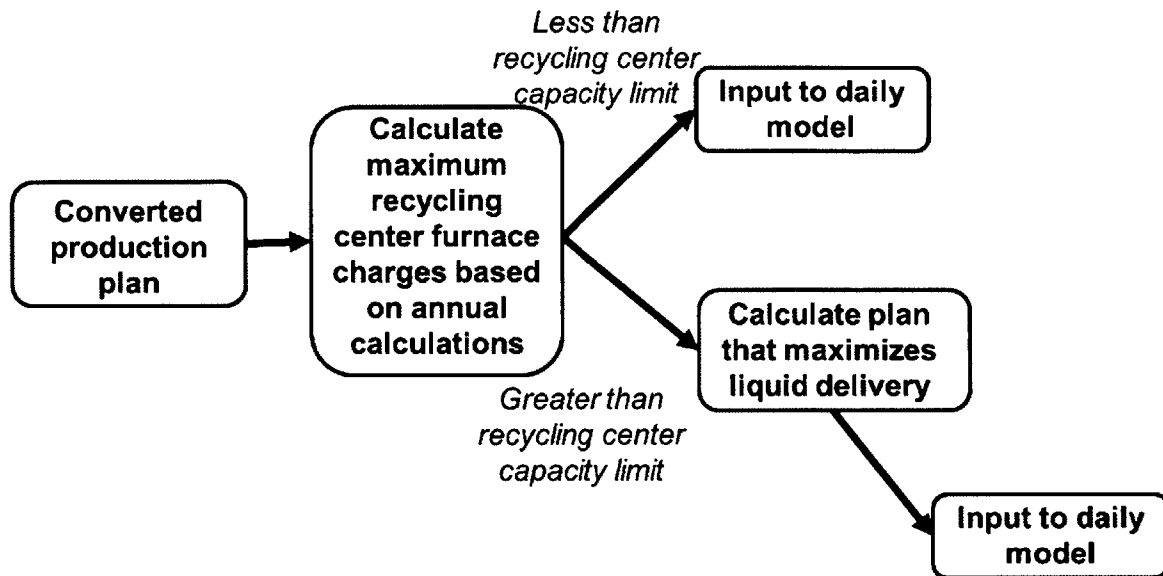 Less than
recycling center
capacity limit
Input to daily
model
Calculate
maximum
recycling
center furnace
charges based
on annual
calculations
Converted
production
plan
Calculate plan
that maximizes
liquid delivery
Greater than
recycling center
capacity limit
Input to daily
model